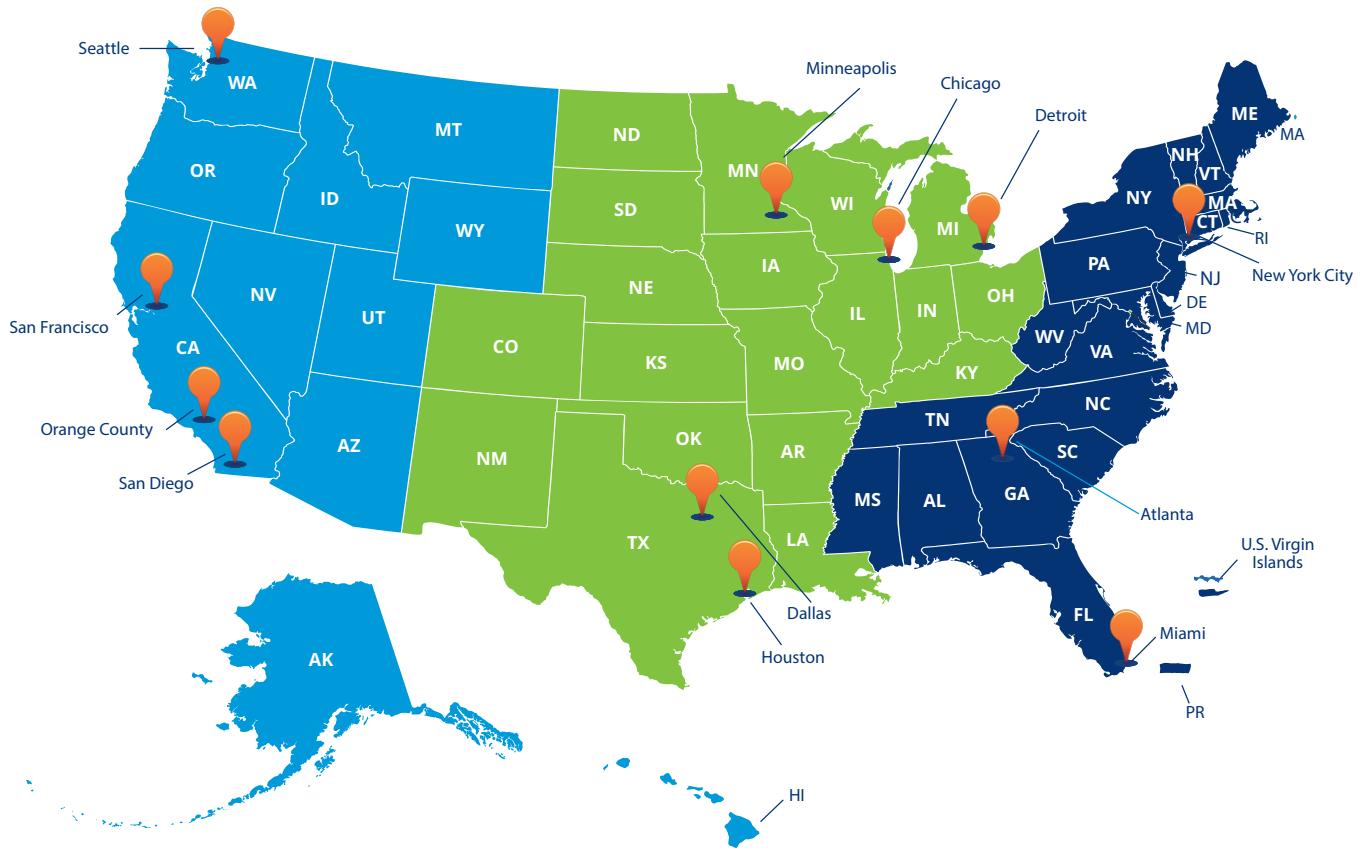 Seattle
WA
MT
ND
Minneapolis
Chicago
Detroit
ME
MA
OR
ID
WY
SD
MN
WI
MI
NH
VT
NY
MA
CT
RI
New York City
NJ
DE
MD
San Francisco
NV
UT
CO
NE
IA
IL
IN
OH
PA
WV
VA
KY
CA
KS
MO
Orange County
San Diego
AZ
NM
OK
AR
TN
NC
SC
MS
AL
GA
Atlanta
TX
LA
Dallas
Houston
U.S. Virgin
Islands
FL
Miami
PR
AK
HI